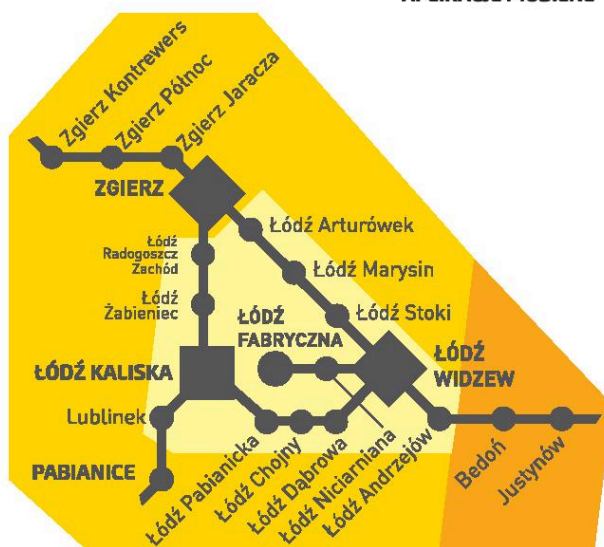 Zgierz Kontrewers
Zgierz Północ
Zgierz Jaracza
ZGIERZ
Łódź Arturówek
Łódź
Radogoszcz
Zachód
Łódź Marysin
Łódź
Żabieniec
Łódź Stoki
ŁÓDŹ
FABRYCZNA
ŁÓDŹ
WIDZEW
ŁÓDŹ KALISKA
Lublinek
PABIANICE
Łódź Pabianicka
Łódź Chojny
Łódź Dąbrowa
Łódź Niciarniana
Łódź Andrzejów
Bedoń
Justynów